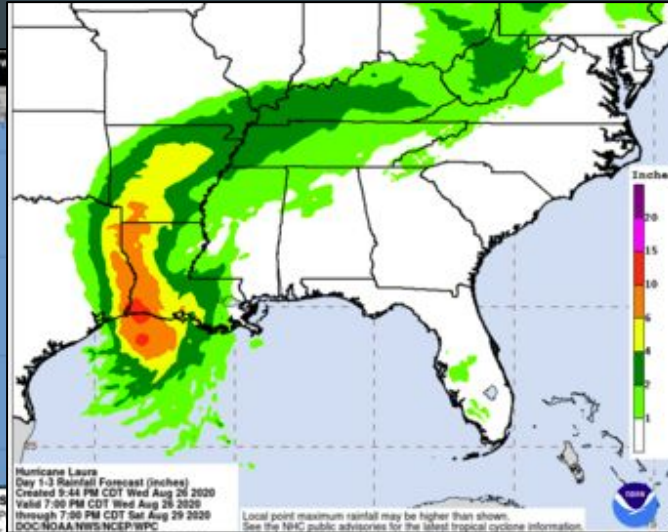 Inche
20
15
10
6
4
2
1
Hurricane Laura
Day 1-3 Rainfall Forecast (inches)
Created 9:44 PM CDT Wed Aug 26 2020
Valid 7:00 PM CDT Wed Aug 26 2020
through 7:00 PM CDT Sat Aug 29 2020
DOC/NOAA/NWS/NCEP/WPC
Local point maximum rainfall may be higher than shown.
See the NHC public advisories for the latest tropical cyclone information.
noaa